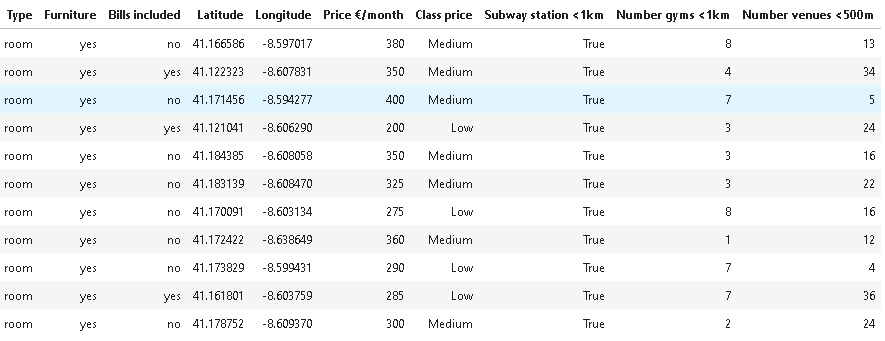 Type Furniture Bills included Latitude Longitude Price €/month Class price Subway station <1km Number gyms <1km Number venues <500m
room yes no 41.166586 -8.597017 380 Medium True 8 13
room yes yes 41.122323 -8.607831 350 Medium True 4 34
room yes no 41.171456 -8.594277 400 Medium True 7 5
room yes yes 41.121041 -8.606290 200 Low True 3 24
room yes no 41.184385 -8.608058 350 Medium True 3 16
room yes no 41.183139 -8.608470 325 Medium True 3 22
room yes no 41.170091 -8.603134 275 Low True 8 16
room yes no 41.172422 -8.638649 360 Medium True 1 12
room yes no 41.173829 -8.599431 290 Low True 7 4
room yes yes 41.161801 -8.603759 285 Low True 7 36
room yes no 41.178752 -8.609370 300 Medium True 2 24